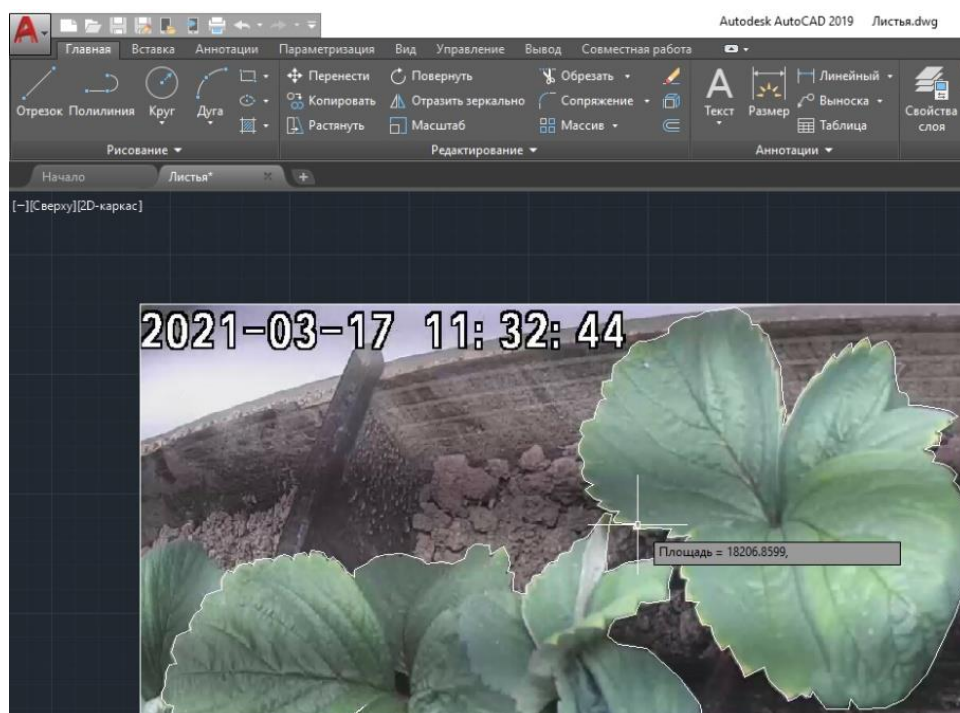 Autodesk AutoCAD 2019 Листья.dwg
Главная Вставка Аннотации Параметризация Вид Управление Вывод Совместная работа
Отрезок Полилиния Круг Дуга
Рисование
Перенести Повернуть Обрезать
Копировать Отразить зеркально Сопряжение
Растянуть Масштаб Массив
Редактирование
Текст Размер
Линейный
Выноска
Таблица
Аннотации
Свойства
слоя
Начало Листья*
[−][Сверху][2D-каркас]
2021-03-17 11:32:44
Площадь = 18206.8599,